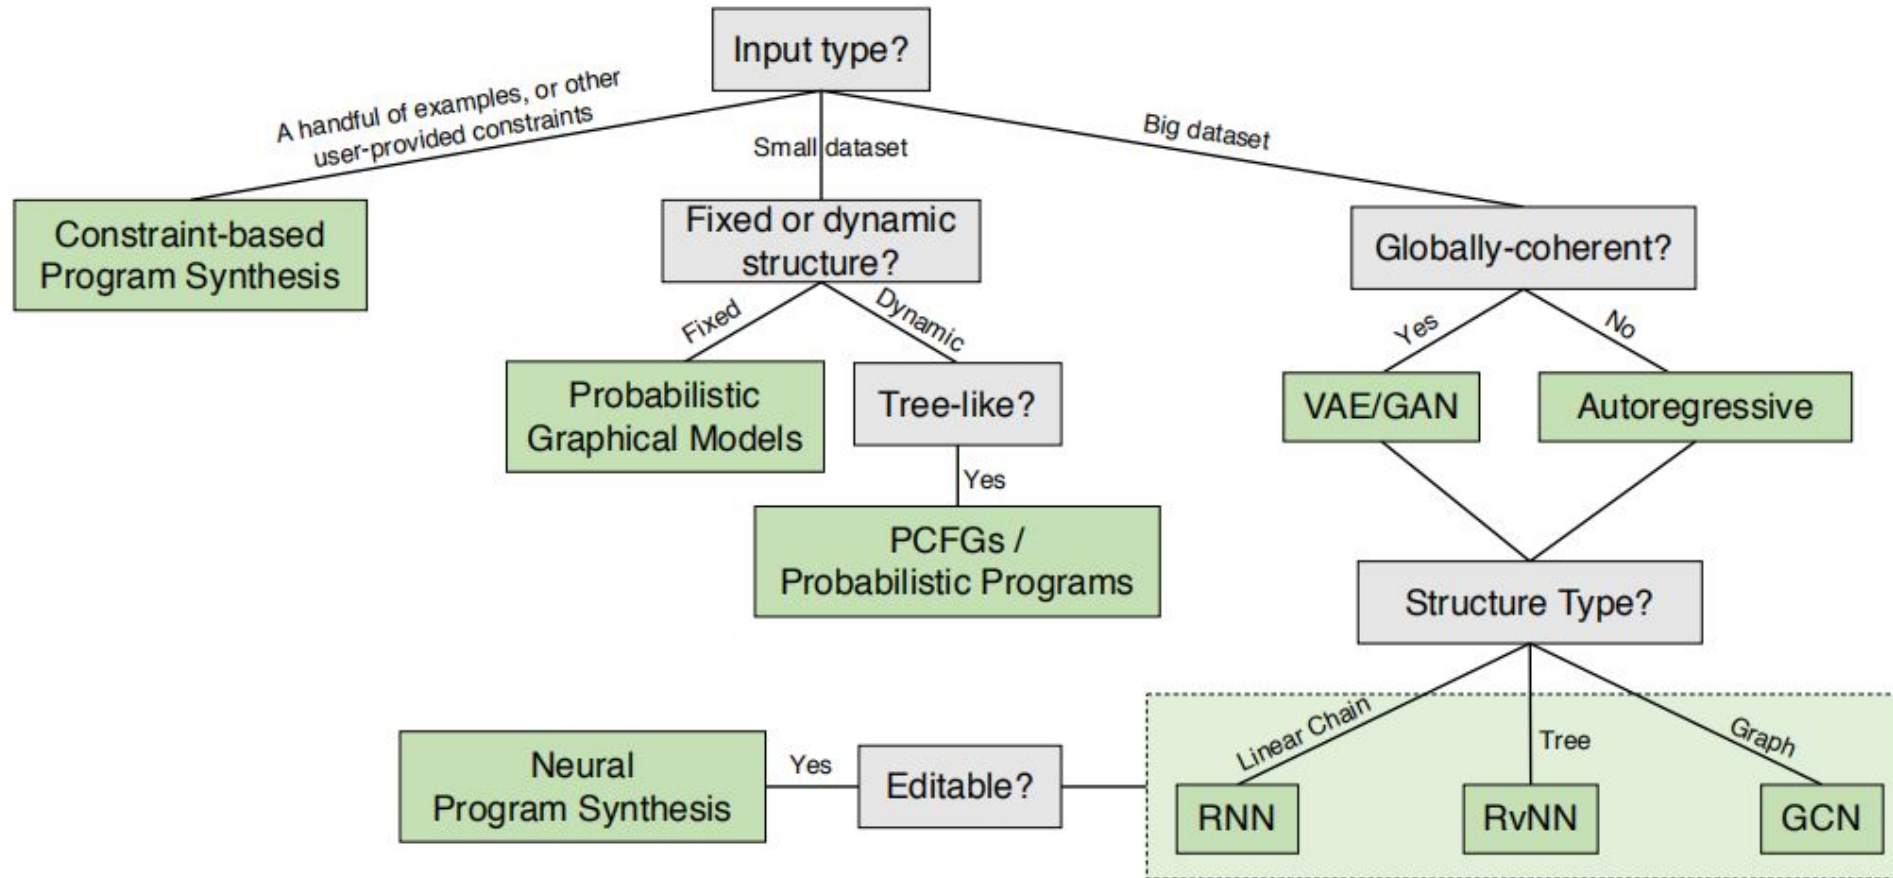 Input type?
A handful of examples, or other
user-provided constraints
Small dataset
Big dataset
Constraint-based
Program Synthesis
Fixed or dynamic
structure?
Globally-coherent?
Fixed
Dynamic
Yes
No
Probabilistic
Graphical Models
Tree-like?
VAE/GAN
Autoregressive
Yes
PCFGs /
Probabilistic Programs
Structure Type?
Linear Chain
Tree
Graph
Neural
Program Synthesis
Yes
Editable?
RNN
RvNN
GCN